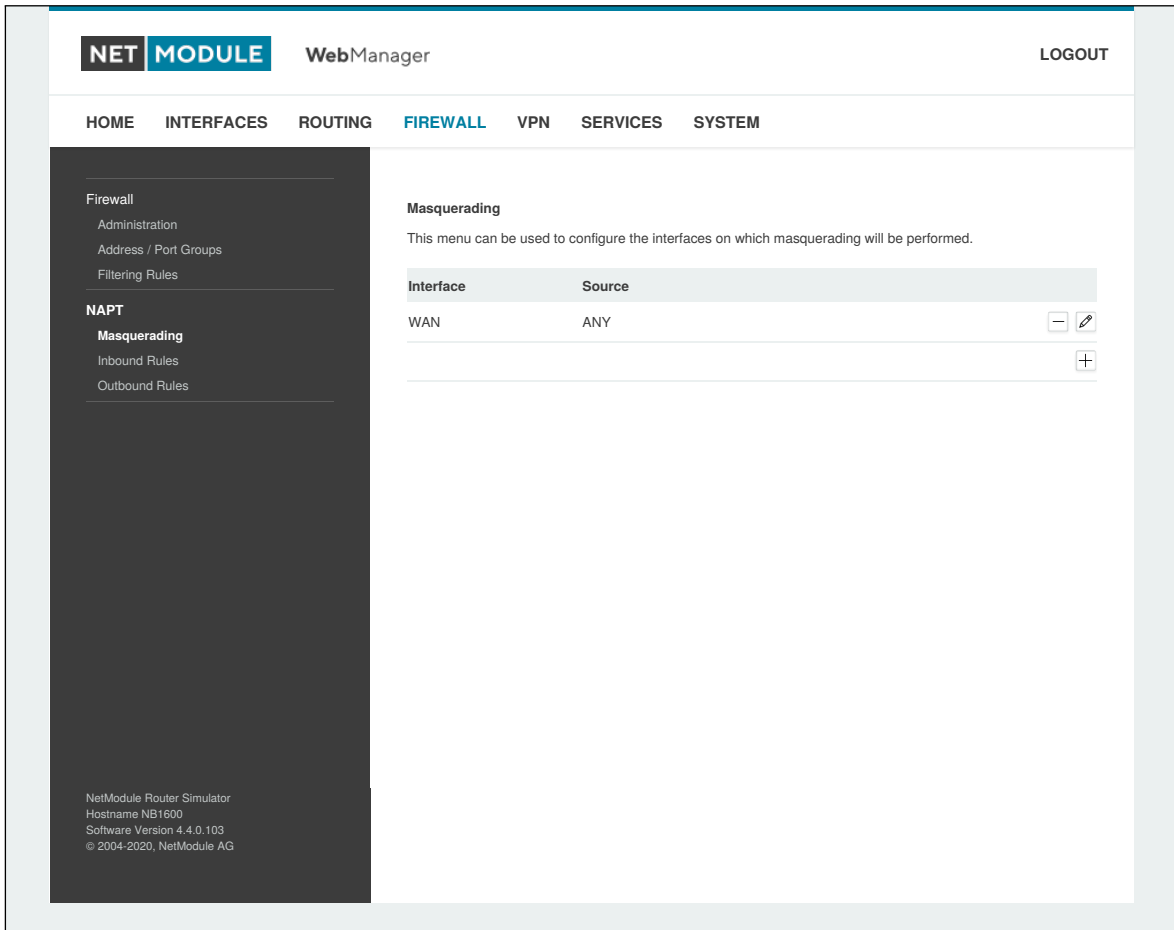 NET MODULE WebManager LOGOUT
HOME INTERFACES ROUTING FIREWALL VPN SERVICES SYSTEM
Firewall
Administration
Address / Port Groups
Filtering Rules
NAPT
Masquerading
Inbound Rules
Outbound Rules
NetModule Router Simulator
Hostname NB1600
Software Version 4.4.0.103
© 2004-2020, NetModule AG
Masquerading
This menu can be used to configure the interfaces on which masquerading will be performed.
Interface Source
WAN ANY